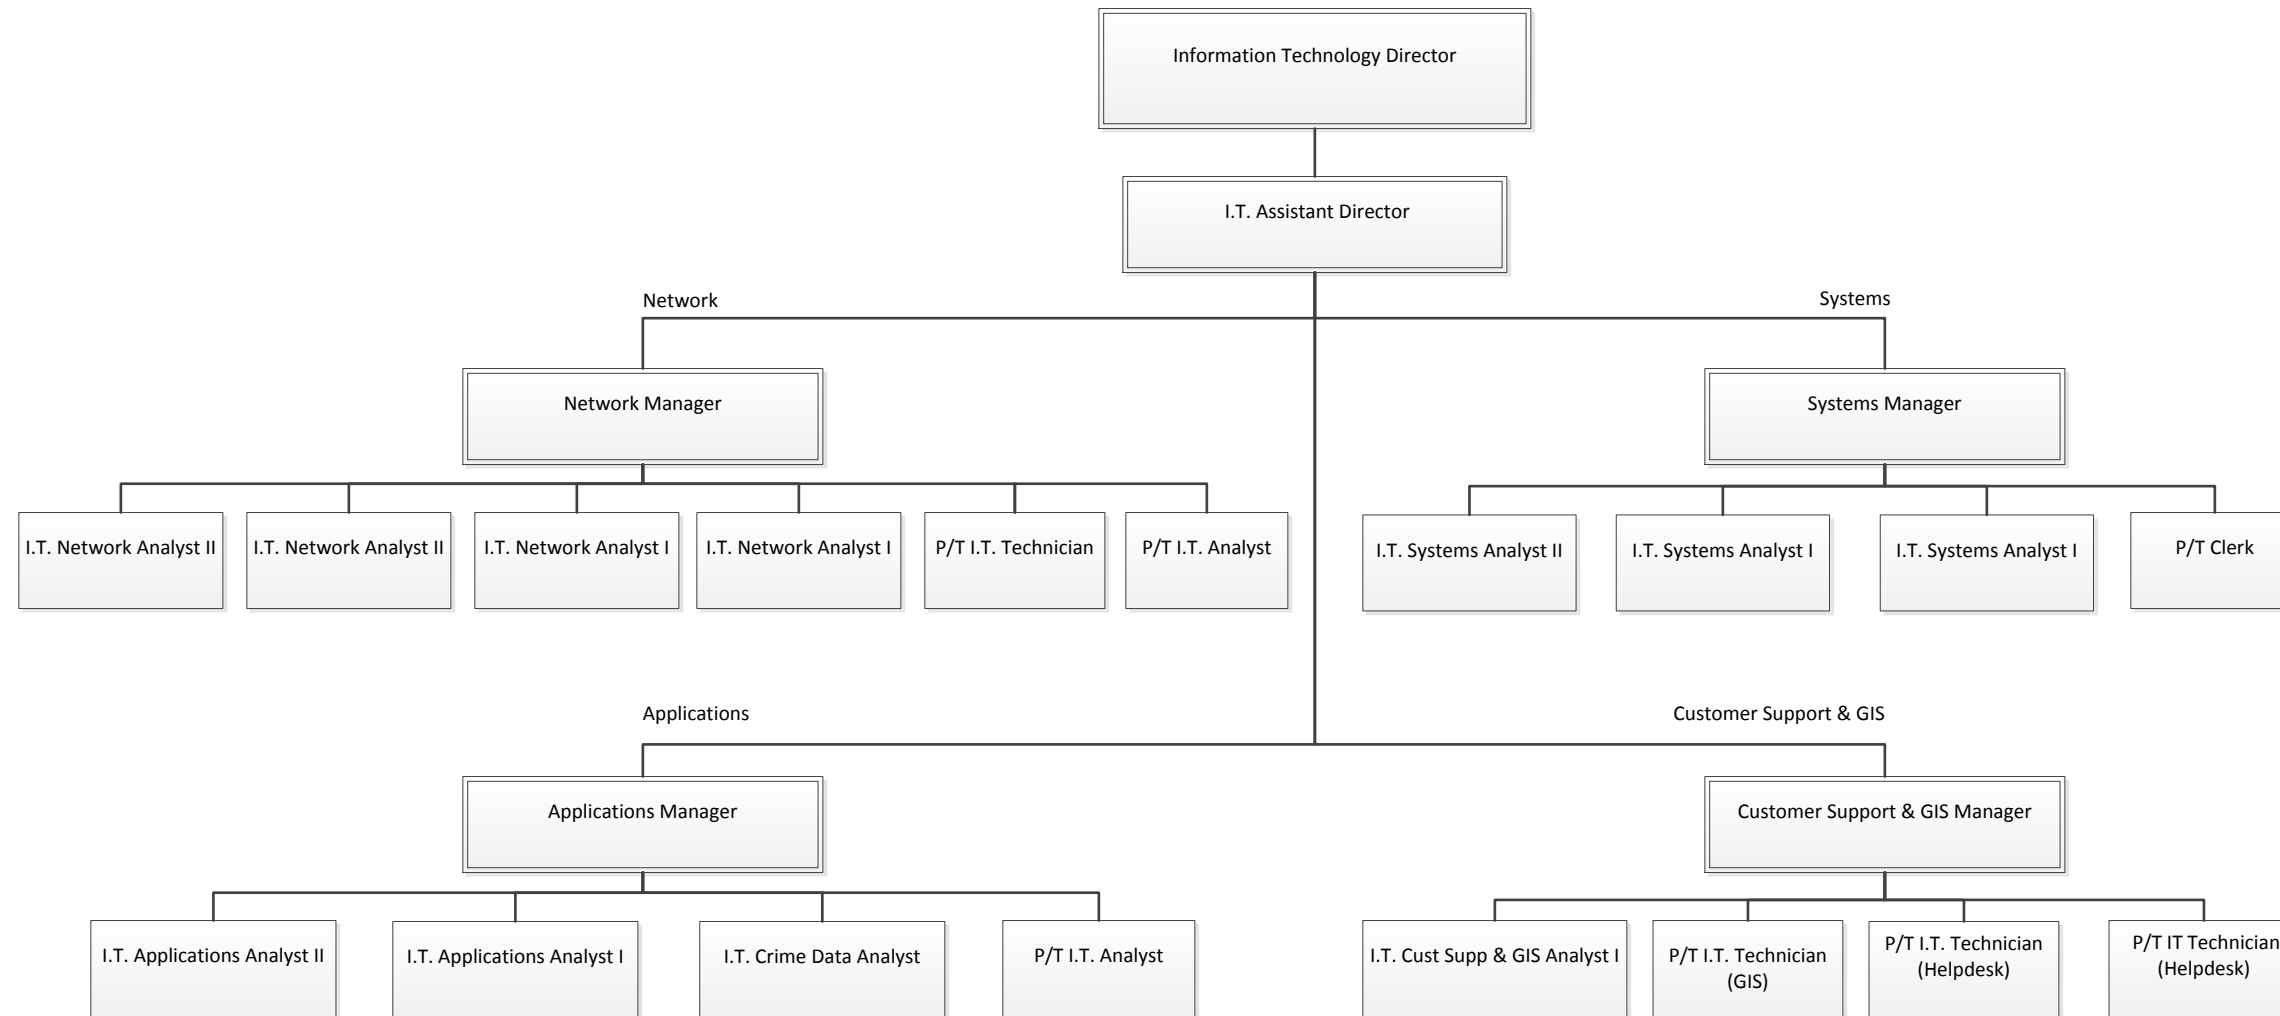 Information Technology Director
I.T. Assistant Director
Network
Systems
Network Manager
Systems Manager
I.T. Network Analyst II
I.T. Network Analyst II
I.T. Network Analyst I
I.T. Network Analyst I
P/T I.T. Technician
P/T I.T. Analyst
I.T. Systems Analyst II
I.T. Systems Analyst I
I.T. Systems Analyst I
P/T Clerk
Applications
Customer Support & GIS
Applications Manager
Customer Support & GIS Manager
I.T. Applications Analyst II
I.T. Applications Analyst I
I.T. Crime Data Analyst
P/T I.T. Analyst
I.T. Cust Supp & GIS Analyst I
P/T I.T. Technician
(GIS)
P/T I.T. Technician
(Helpdesk)
P/T IT Technician
(Helpdesk)